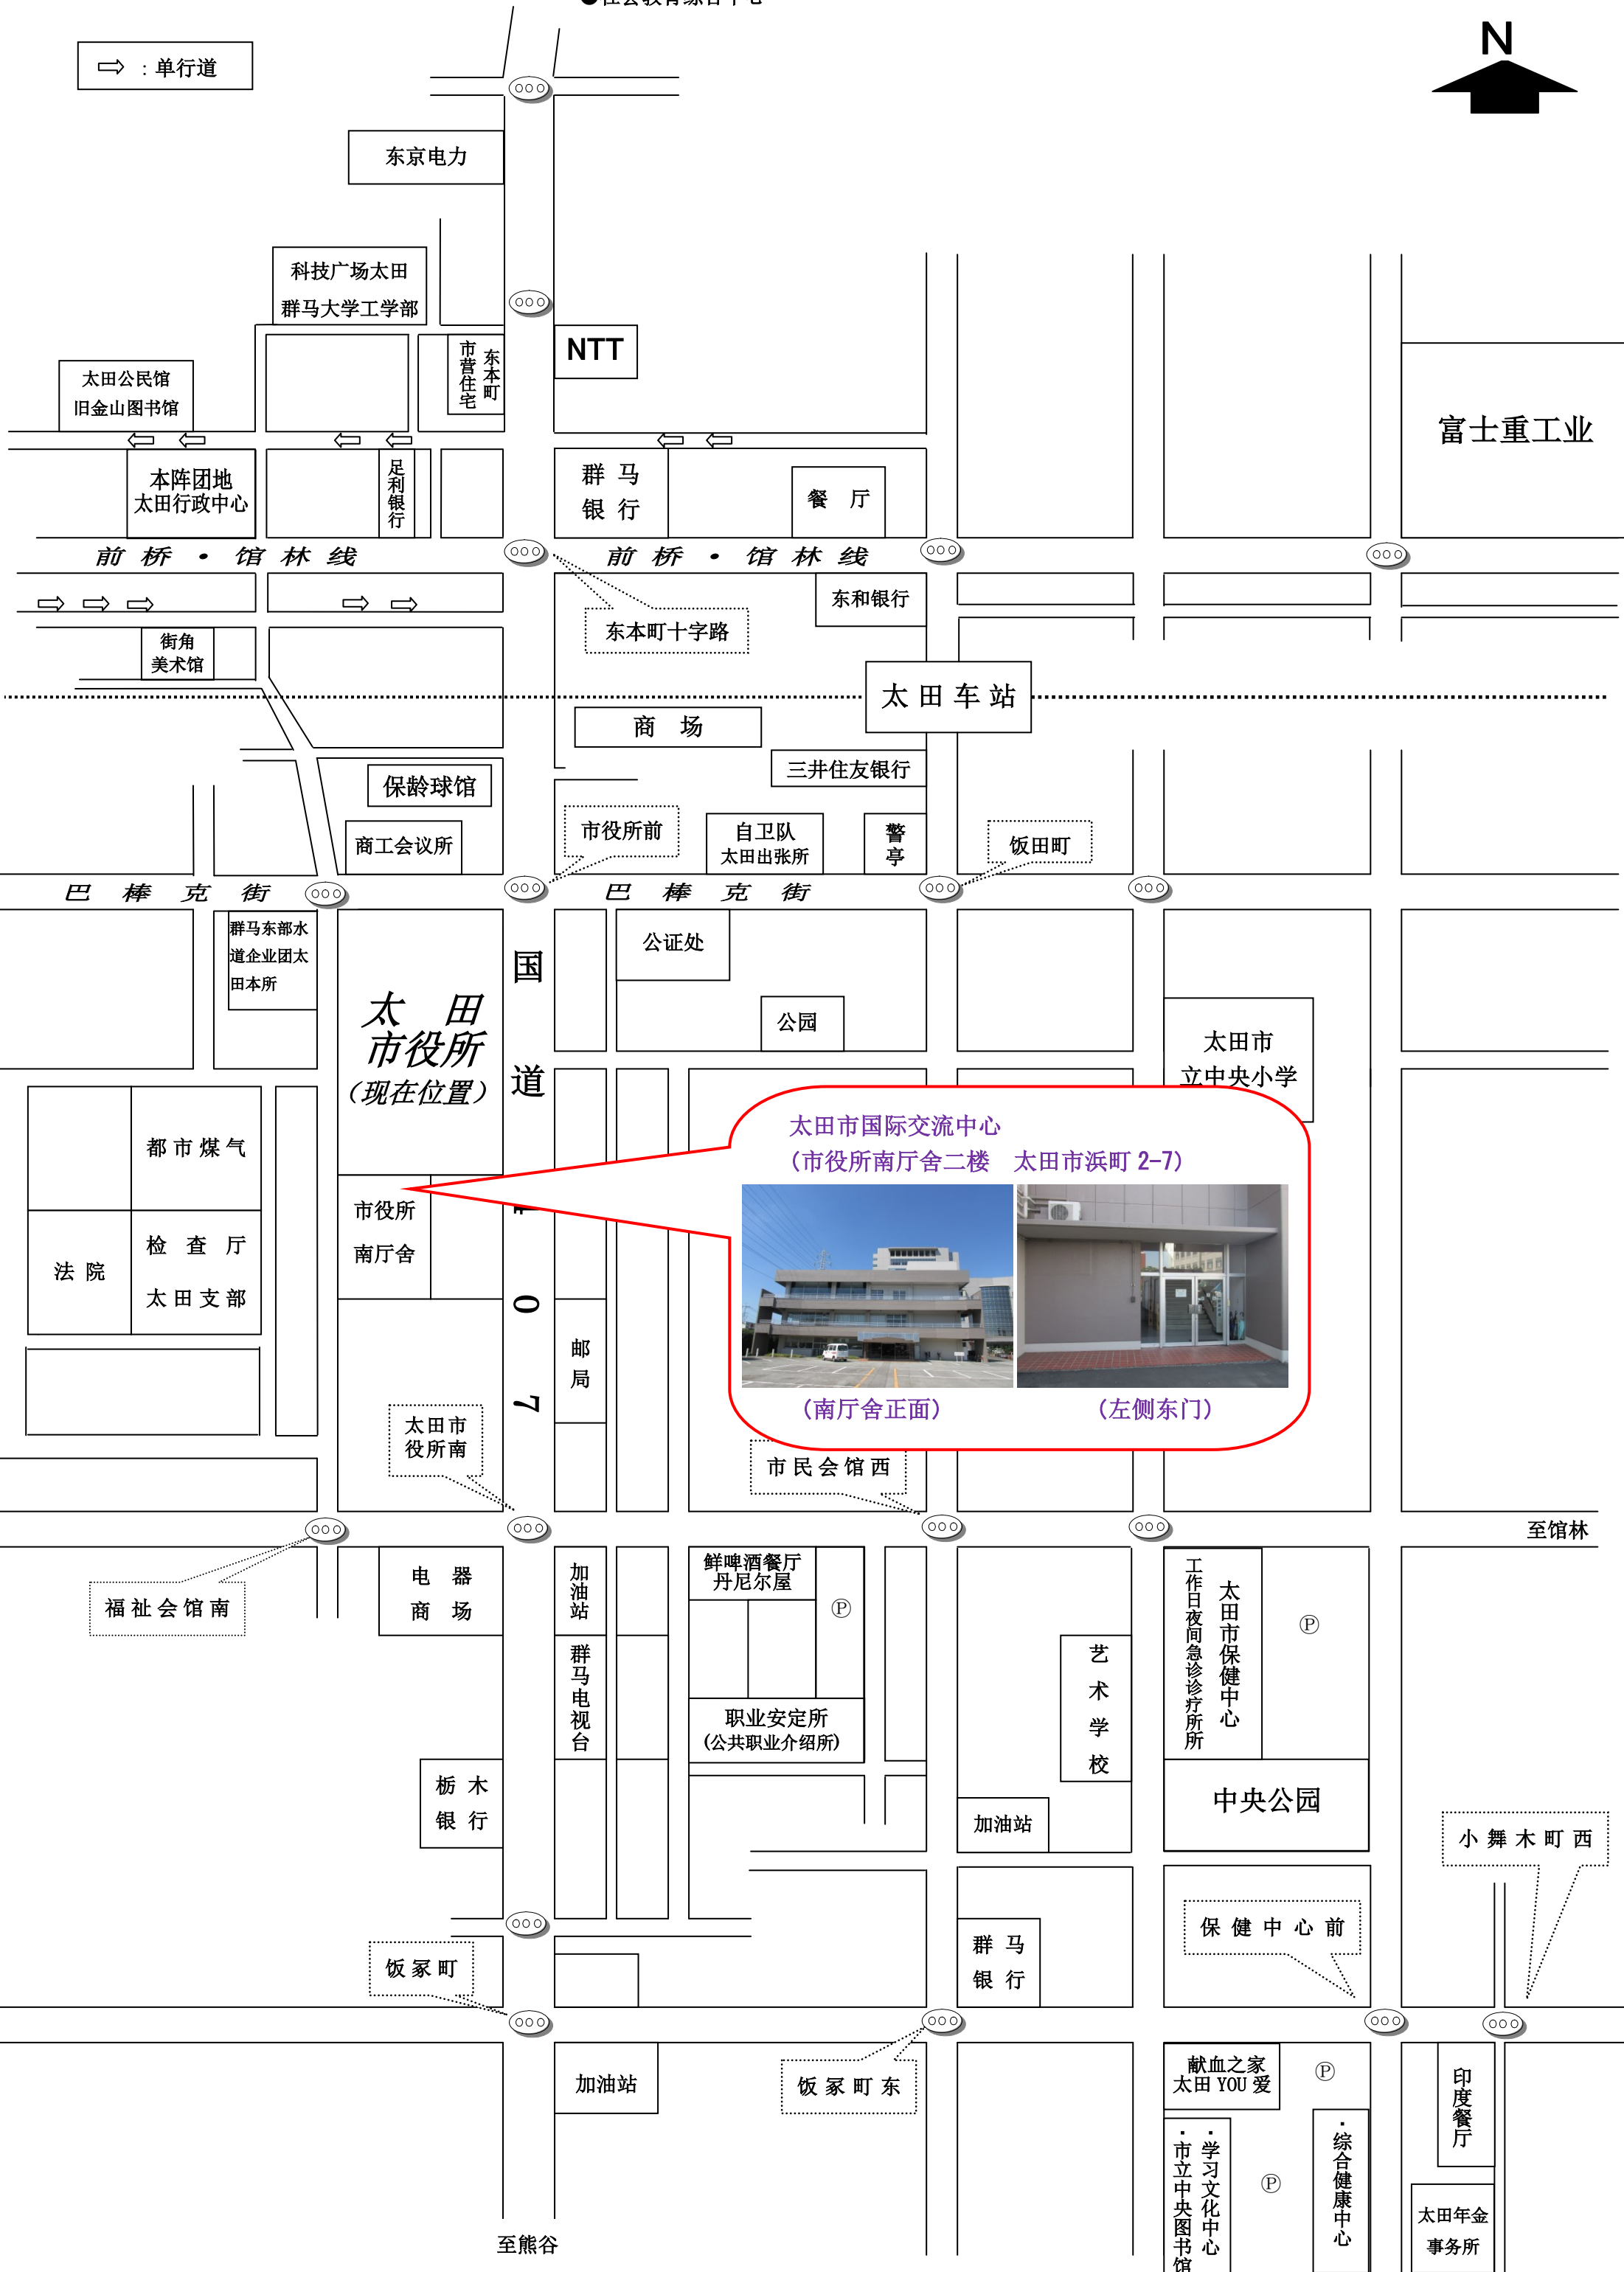 ：单行道
N
东京电力
科技广场太田
群马大学工学部
东本町
市营住宅
NTT
太田公民馆
旧金山图书馆
富士重工业
本阵团地
太田行政中心
足利银行
群 马
银 行
餐 厅
前 桥 · 馆 林 线
前 桥 · 馆 林 线
东和银行
东本町十字路
街角
美术馆
太 田 车 站
商 场
三井住友银行
保龄球馆
商工会议所
市役所前
自卫队
太田出张所
警亭
饭田町
巴 棒 克 街
巴 棒 克 街
群马东部水
道企业团太
田本所
太 田
市役所
（现在位置）
国
道
4
0
7
公证处
公园
太田市
立中央小学
太田市国际交流中心
（市役所南厅舍二楼 太田市浜町 2-7）
（南厅舍正面）
（左侧东门）
都 市 煤 气
市役所
南厅舍
法 院
检 查 厅
太 田 支 部
邮
局
太田市
役所南
市民会馆西
至馆林
福祉会馆南
电 器
商 场
加油站
鲜啤酒餐厅
丹尼尔屋
Ⓟ
太田市保健中心
工作日夜间急诊诊疗所所
Ⓟ
群马电视台
艺术学校
职业安定所
(公共职业介绍所)
栃 木
银 行
加油站
中央公园
小舞木町西
群 马
银 行
保健中心前
饭冢町
加油站
饭冢町东
献血之家
太田 YOU 爱
Ⓟ
印度餐厅
·学习文化中心
·市立中央图书馆
Ⓟ
·综合健康中心
太田年金
事务所
至熊谷